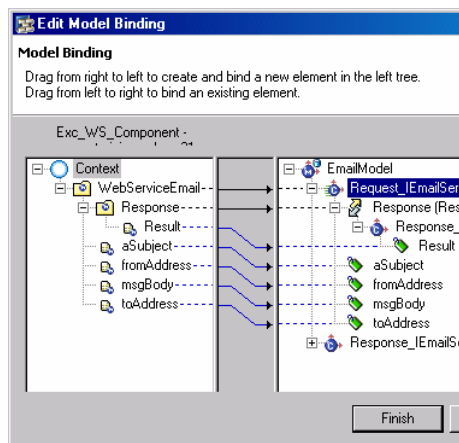 Edit Model Binding
Model Binding
Drag from right to left to create and bind a new element in the left tree.
Drag from left to right to bind an existing element.
Exc_WS_Component -
Context
WebServiceEmail
Response
Result
aSubject
fromAddress
msgBody
toAddress
EmailModel
Request_IEmailSer
Response (Res
Response_
Result
aSubject
fromAddress
msgBody
toAddress
Response_IEmailS
Finish